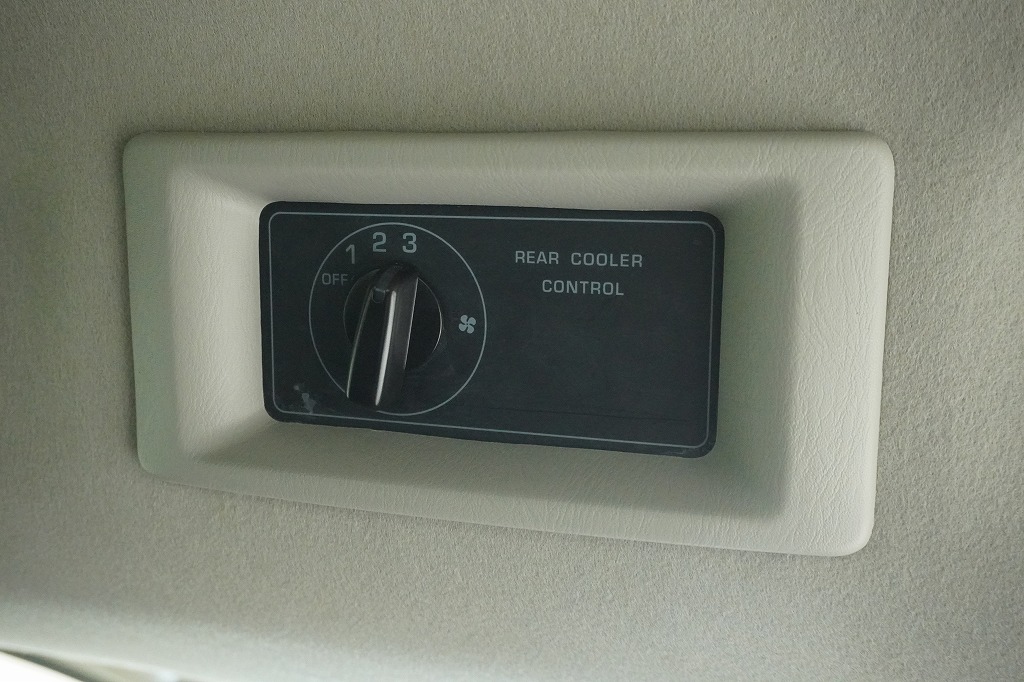 OFF 1 2 3
REAR COOLER
CONTROL